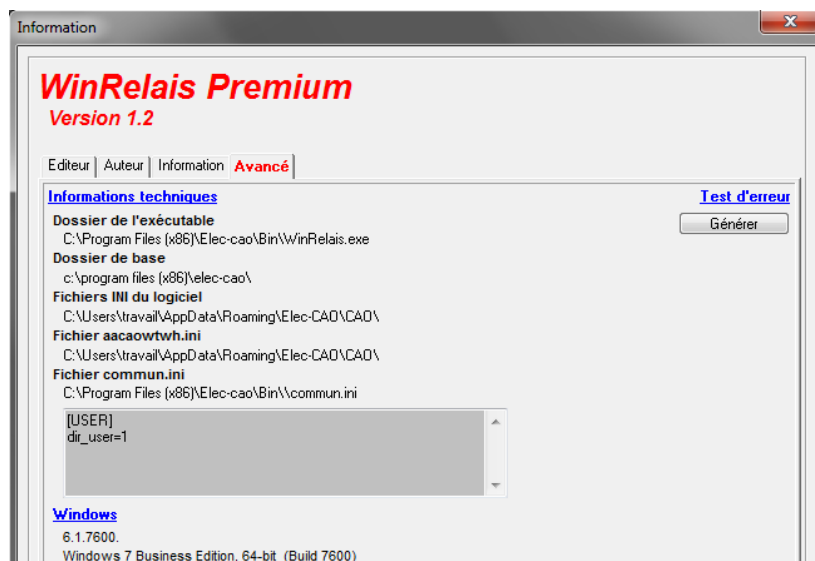 Information
WinRelais Premium
Version 1.2
Editeur Auteur Information Avancé
Informations techniques Test d'erreur
Dossier de l'exécutable Générer
C:\Program Files (x86)\Elec-cao\Bin\WinRelais.exe
Dossier de base
c:\program files (x86)\elec-cao\
Fichiers INI du logiciel
C:\Users\travail\AppData\Roaming\Elec-CAO\CAO\
Fichier aacaowtwh.ini
C:\Users\travail\AppData\Roaming\Elec-CAO\CAO\
Fichier commun.ini
C:\Program Files (x86)\Elec-cao\Bin\\commun.ini
[USER]
dir_user=1
Windows
6.1.7600.
Windows 7 Business Edition, 64-bit (Build 7600)